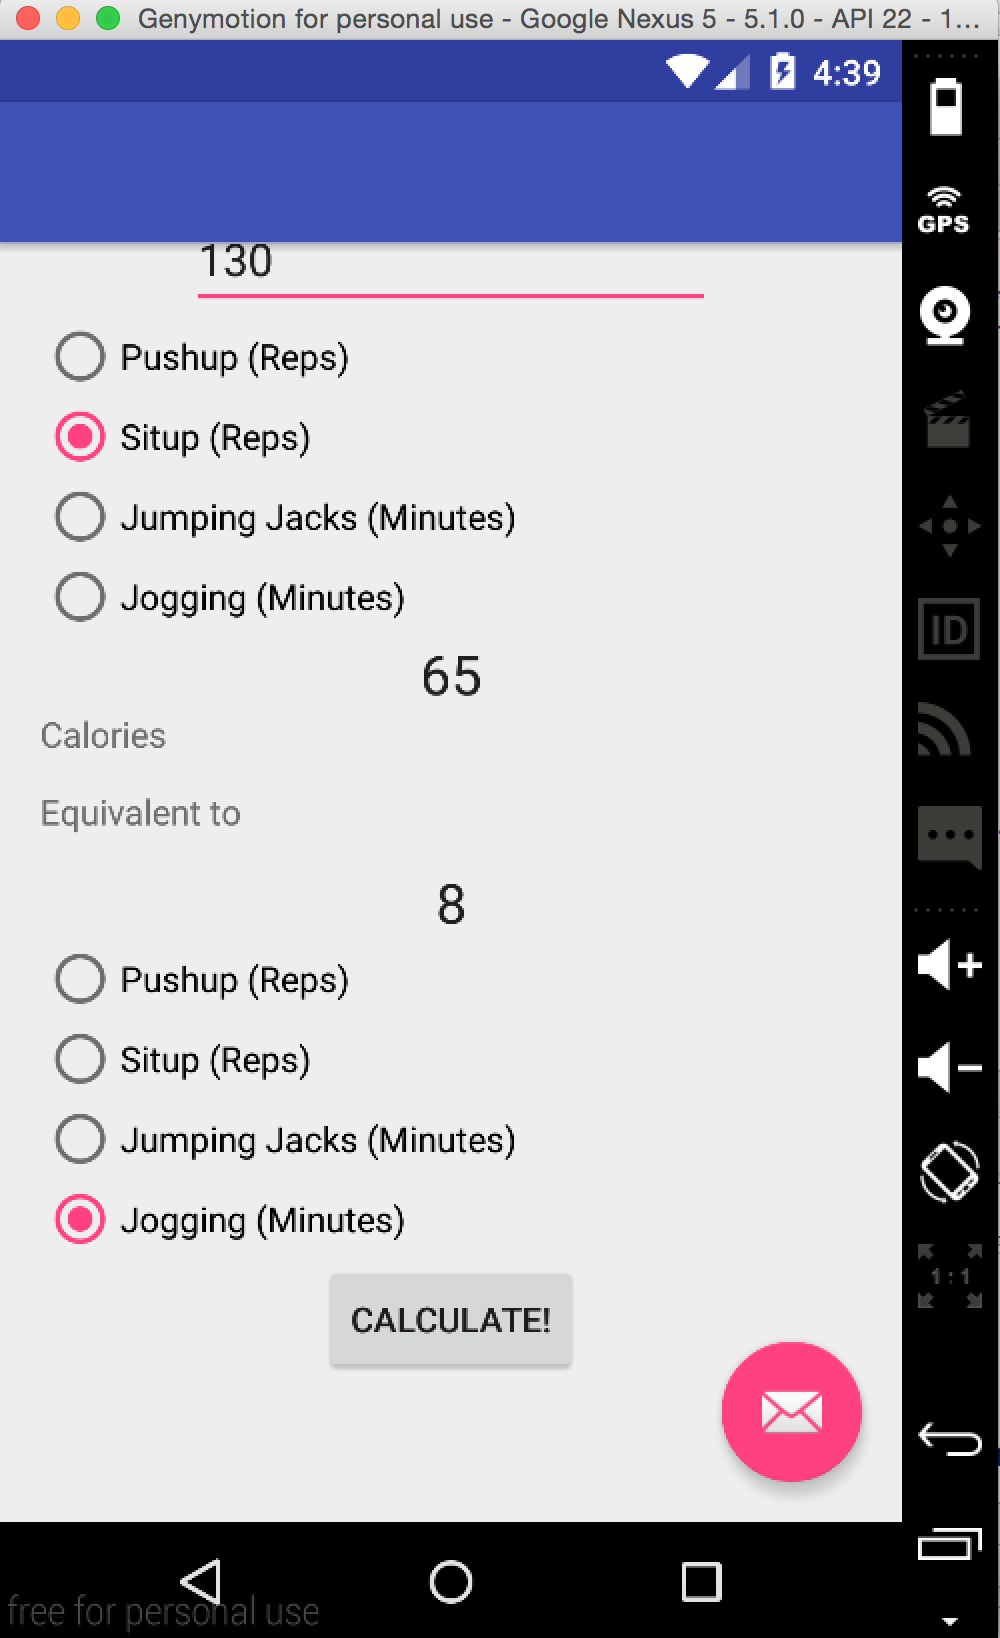 Genymotion for personal use - Google Nexus 5 - 5.1.0 - API 22 - 1...
4:39
GPS
130
Pushup (Reps)
Situp (Reps)
Jumping Jacks (Minutes)
Jogging (Minutes)
ID
65
Calories
Equivalent to
8
Pushup (Reps)
Situp (Reps)
Jumping Jacks (Minutes)
Jogging (Minutes)
1:1
CALCULATE!
free for personal use